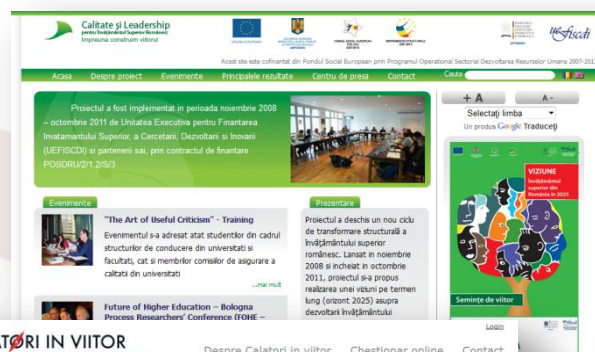 Calitate și Leadership
pentru Învățământul Superior Românesc
Impreuna construim viitorul
uefiscdi
Acest site este cofinantat din Fondul Social European prin Programul Operational Sectorial Dezvoltarea Resurselor Umane 2007-2013
Acasa Despre proiect Evenimente Principalele rezultate Centru de presa Contact Cauta
Proiectul a fost implementat in perioada noiembrie 2008
– octombrie 2011 de Unitatea Executiva pentru Finantarea
Invatamantului Superior, a Cercetarii, Dezvoltarii si Inovarii
(UEFISCDI) si partenerii sai, prin contractul de finantare
POSDRU/2/1.2/S/3
+ A A -
Selectați limba
Un produs Google Traduceți
Evenimente
"The Art of Useful Criticism" - Training
Evenimentul s-a adresat atat studentilor din cadrul
structurilor de conducere din universitati si
facultati, cat si membrilor comisiilor de asigurare a
calitatii din universitati
...mai mult
Future of Higher Education – Bologna
Process Researchers' Conference (FOHE –
Prezentare
Proiectul a deschis un nou ciclu
de transformare structurală a
învățământului superior
românesc. Lansat in noiembrie
2008 si incheiat in octombrie
2011, proiectul si-a propus
realizarea unei viziuni pe termen
lung (orizont 2025) asupra
dezvoltarii învățământului
VIZIUNE
Învățământul
superior din
România în 2025
Semințe de viitor
Login
ATORI IN VIITOR
Despre Calatori in viitor Chestionar online Contact